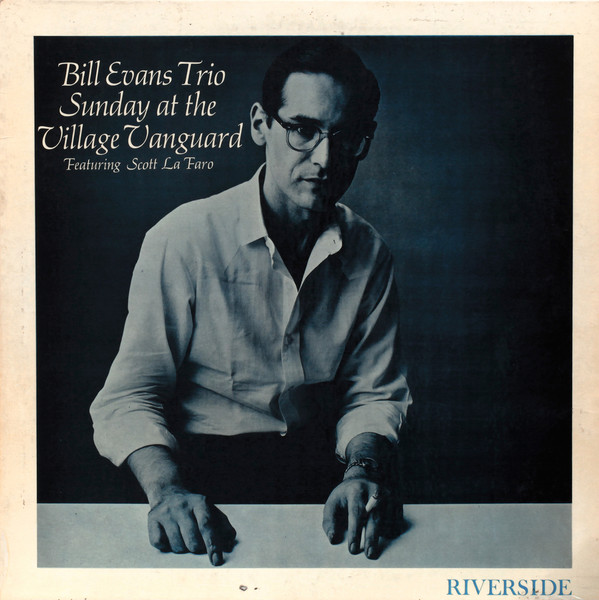 Bill Evans Trio
Sunday at the
Village Vanguard
Featuring Scott La Faro
RIVERSIDE